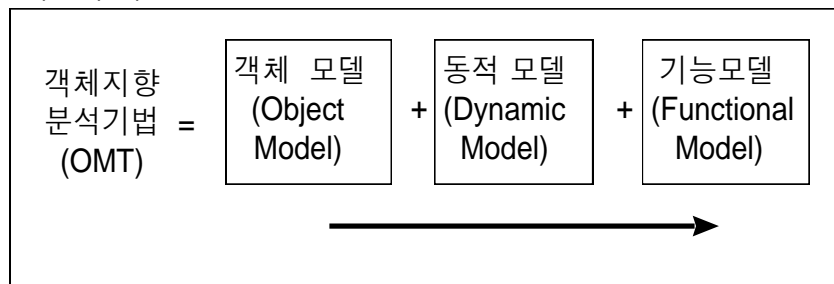 객체지향
분석기법 =
(OMT)
객체 모델
(Object
Model)
+
동적 모델
(Dynamic
Model)
+
기능모델
(Functional
Model)